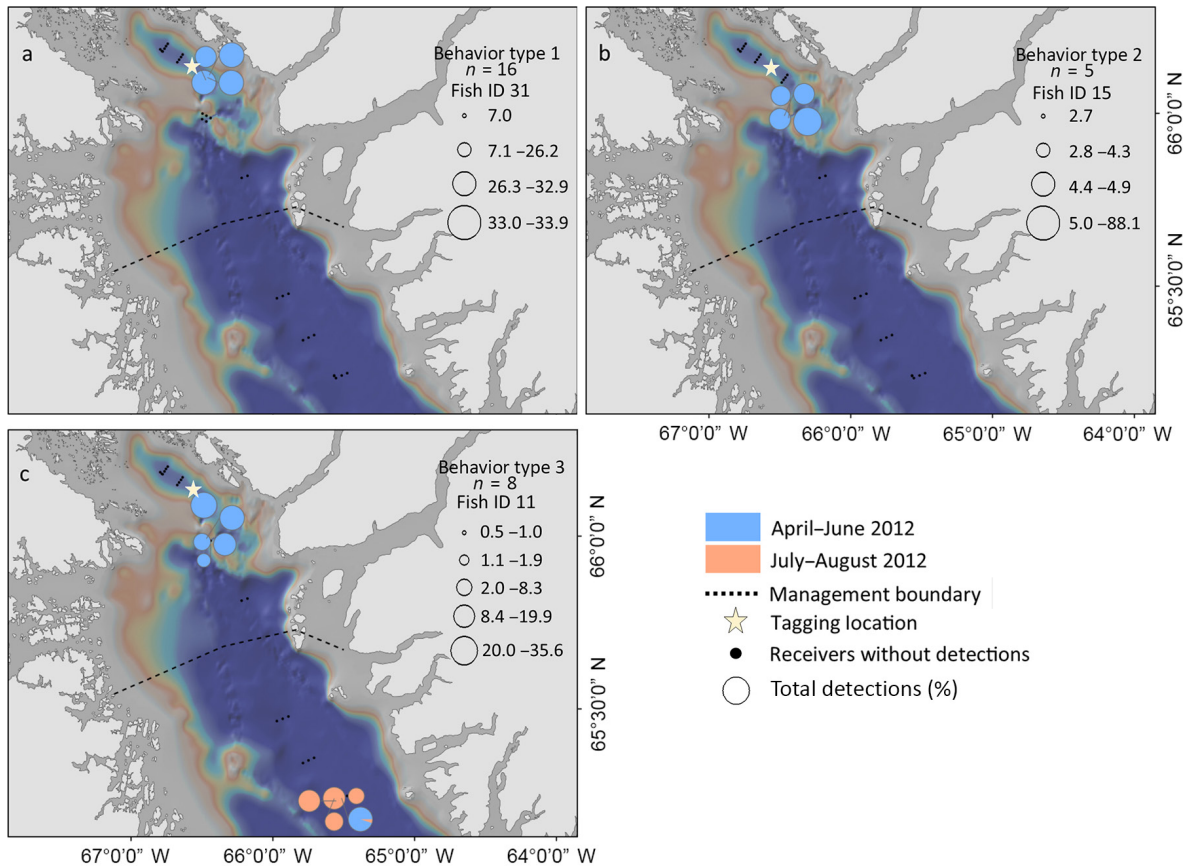 a
Behavior type 1
n = 16
Fish ID 31
7.0
7.1 –26.2
26.3 –32.9
33.0 –33.9
b
Behavior type 2
n = 5
Fish ID 15
2.7
2.8 –4.3
4.4 –4.9
5.0 –88.1
66°0'0" N
65°30'0" N
67°0'0" W
66°0'0" W
65°0'0" W
64°0'0" W
c
Behavior type 3
n = 8
Fish ID 11
0.5 –1.0
1.1 –1.9
2.0 –8.3
8.4 –19.9
20.0 –35.6
66°0'0" N
65°30'0" N
67°0'0" W
66°0'0" W
65°0'0" W
64°0'0" W
April–June 2012
July–August 2012
Management boundary
Tagging location
Receivers without detections
Total detections (%)